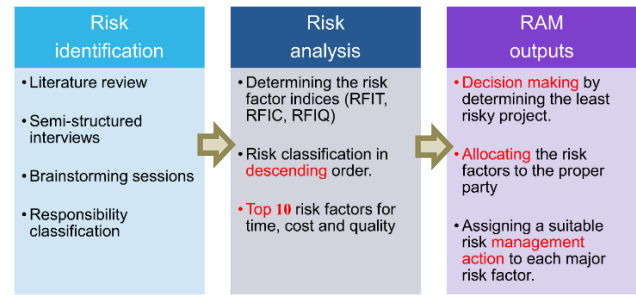 Risk
identification
• Literature review
• Semi-structured
interviews
• Brainstorming sessions
• Responsibility
classification
Risk
analysis
• Determining the risk
factor indices (RFIT,
RFIC, RFIQ)
• Risk classification in
descending order.
• Top 10 risk factors for
time, cost and quality
RAM
outputs
• Decision making by
determining the least
risky project.
• Allocating the risk
factors to the proper
party
• Assigning a suitable
risk management
action to each major
risk factor.